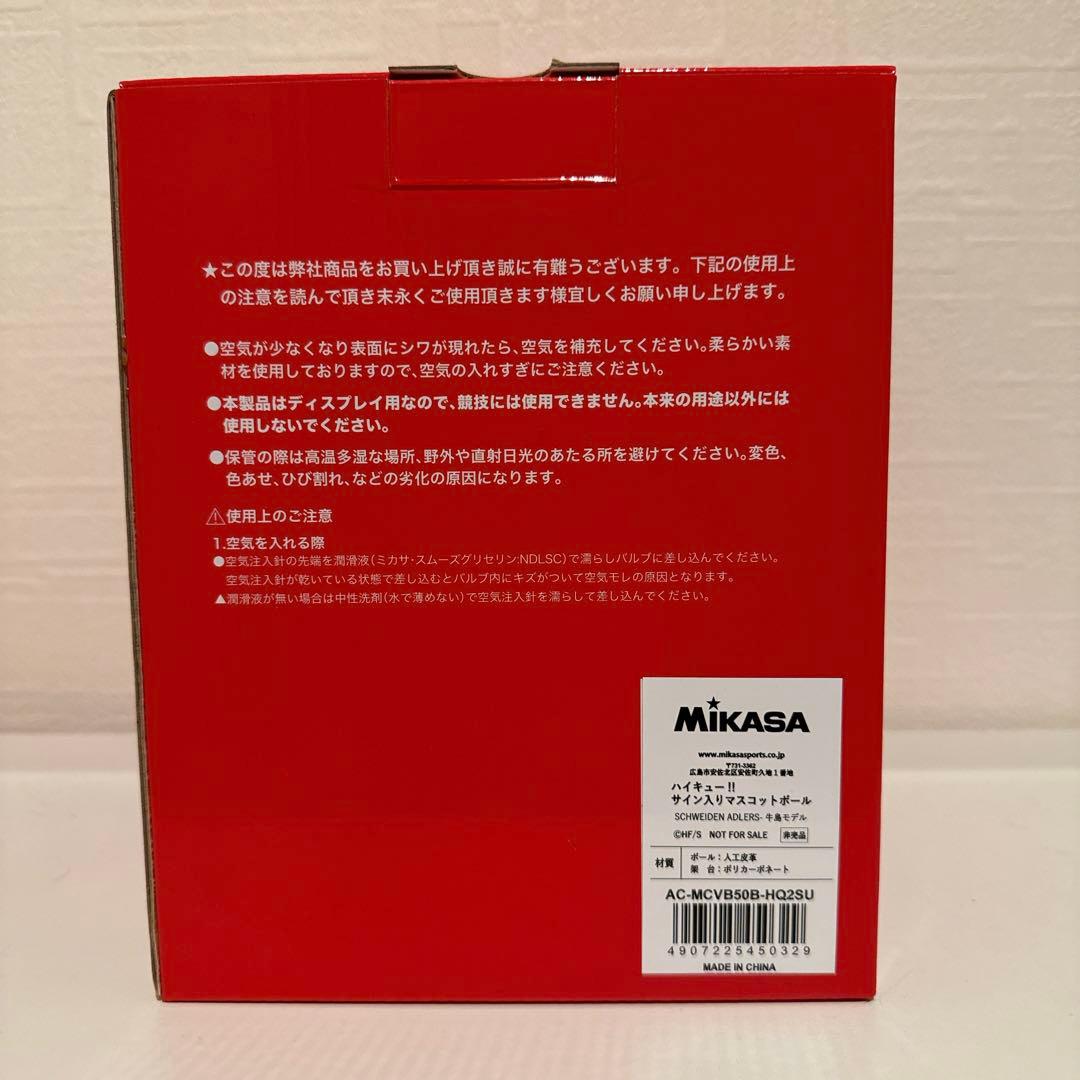 ★この度は弊社商品をお買い上げ頂き誠に有難うございます。下記の使用上
の注意を読んで頂き末永くご使用頂きます様宜しくお願い申し上げます。
●空気が少なくなり表面にシワが現れたら、空気を補充してください。柔らかい素
材を使用しておりますので、空気の入れすぎにご注意ください。
●本製品はディスプレイ用なので、競技には使用できません。本来の用途以外には
使用しないでください。
●保管の際は高温多湿な場所、野外や直射日光のあたる所を避けてください。変色、
色あせ、ひび割れ、などの劣化の原因になります。
⚠使用上のご注意
1.空気を入れる際
●空気注入針の先端を潤滑液（ミカサ・スムーズグリセリン:NDLSC）で濡らしバルブに差し込んでください。
空気注入針が乾いている状態で差し込むとバルブ内にキズがついて空気モレの原因となります。
▲潤滑液が無い場合は中性洗剤（水で薄めない）で空気注入針を濡らして差し込んでください。
MIKASA
www.mikasasports.co.jp
〒731-3362
広島市安佐北区安佐町久地1番地
ハイキュー!!
サイン入りマスコットボール
SCHWEIDEN ADLERS- 牛島モデル
©HF/S NOT FOR SALE 非売品
材質 ボール：人工皮革
架 台：ポリカーボネート
AC-MCVB50B-HQ2SU
4907225450329
MADE IN CHINA